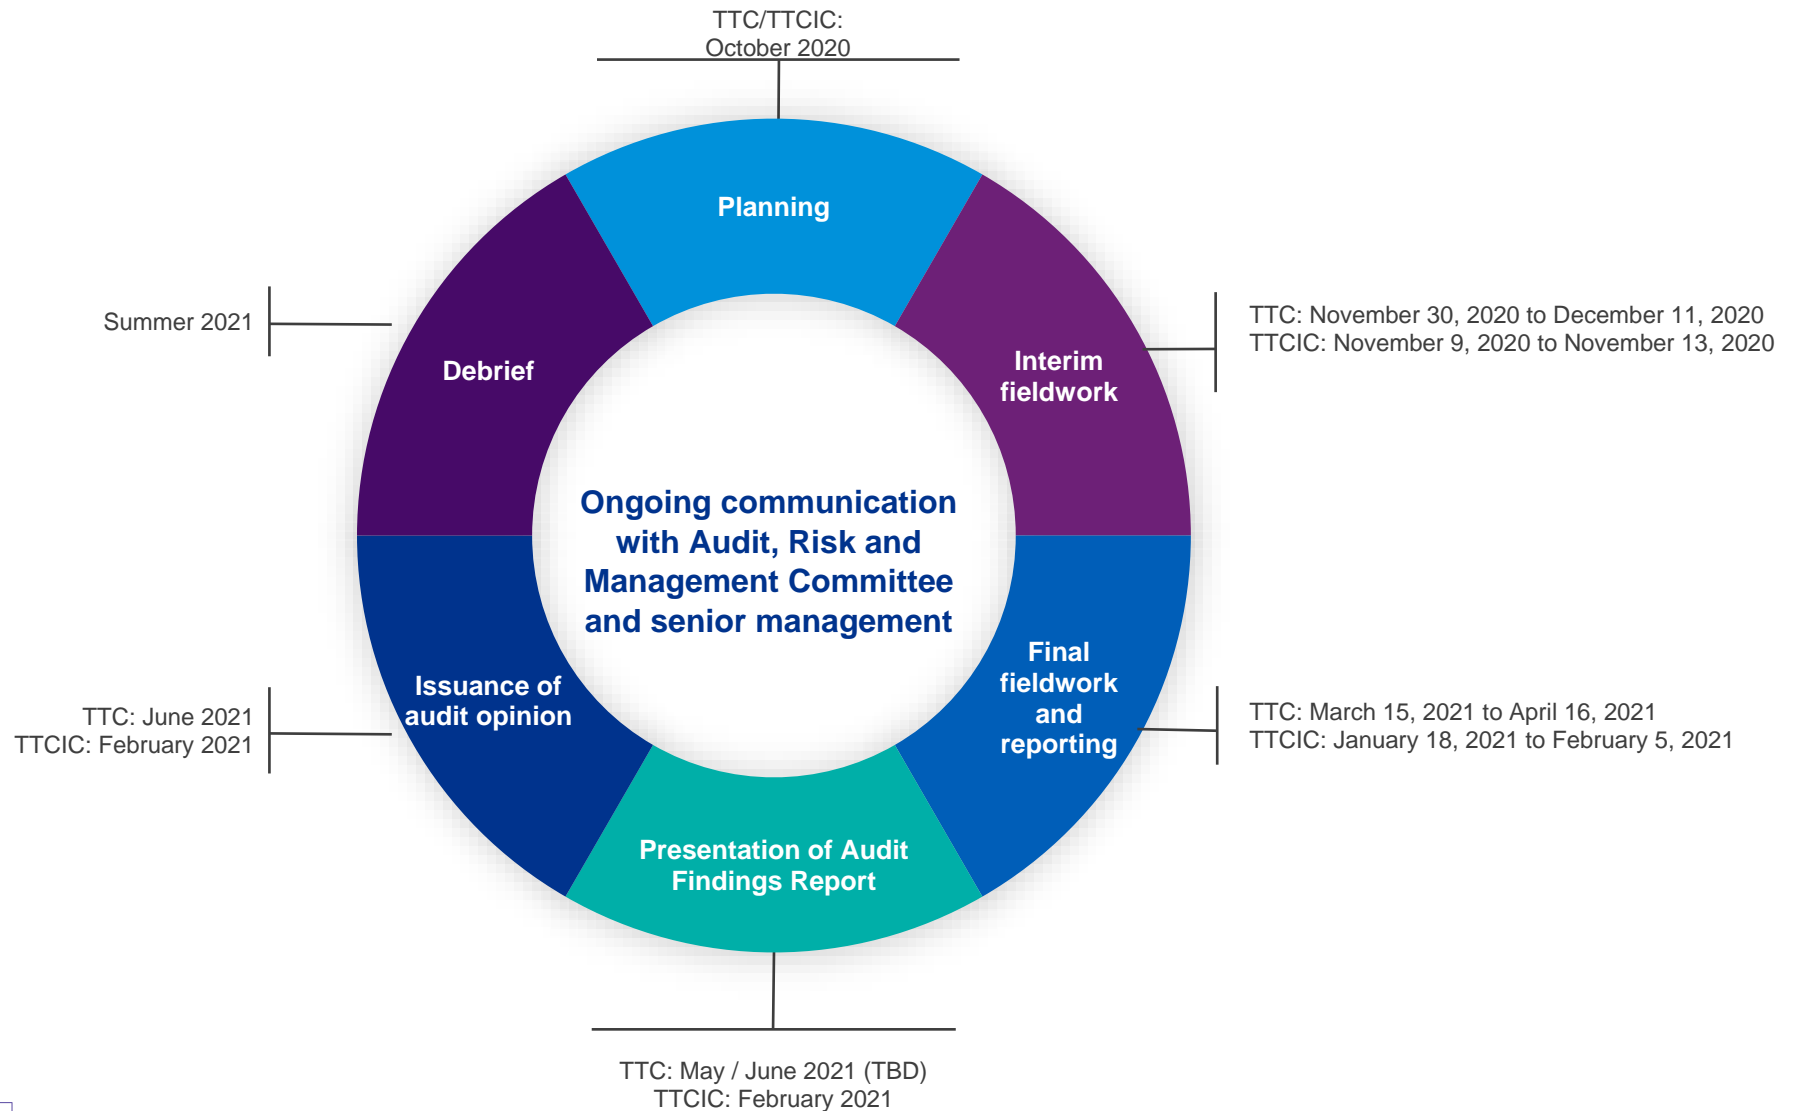 TTC/TTCIC:
October 2020
Planning
Interim
fieldwork
TTC: November 30, 2020 to December 11, 2020
TTCIC: November 9, 2020 to November 13, 2020
Final
fieldwork
and
reporting
TTC: March 15, 2021 to April 16, 2021
TTCIC: January 18, 2021 to February 5, 2021
Presentation of Audit
Findings Report
TTC: May / June 2021 (TBD)
TTCIC: February 2021
Issuance of
audit opinion
TTC: June 2021
TTCIC: February 2021
Debrief
Summer 2021
Ongoing communication
with Audit, Risk and
Management Committee
and senior management